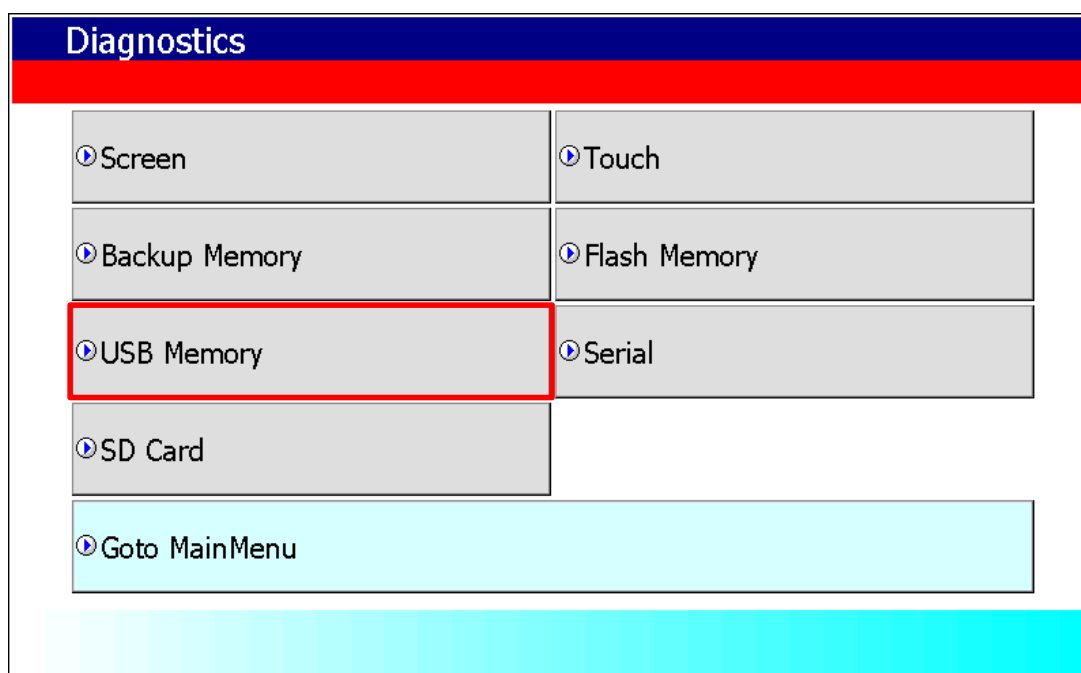 Diagnostics
Screen
Touch
Backup Memory
Flash Memory
USB Memory
Serial
SD Card
Goto MainMenu